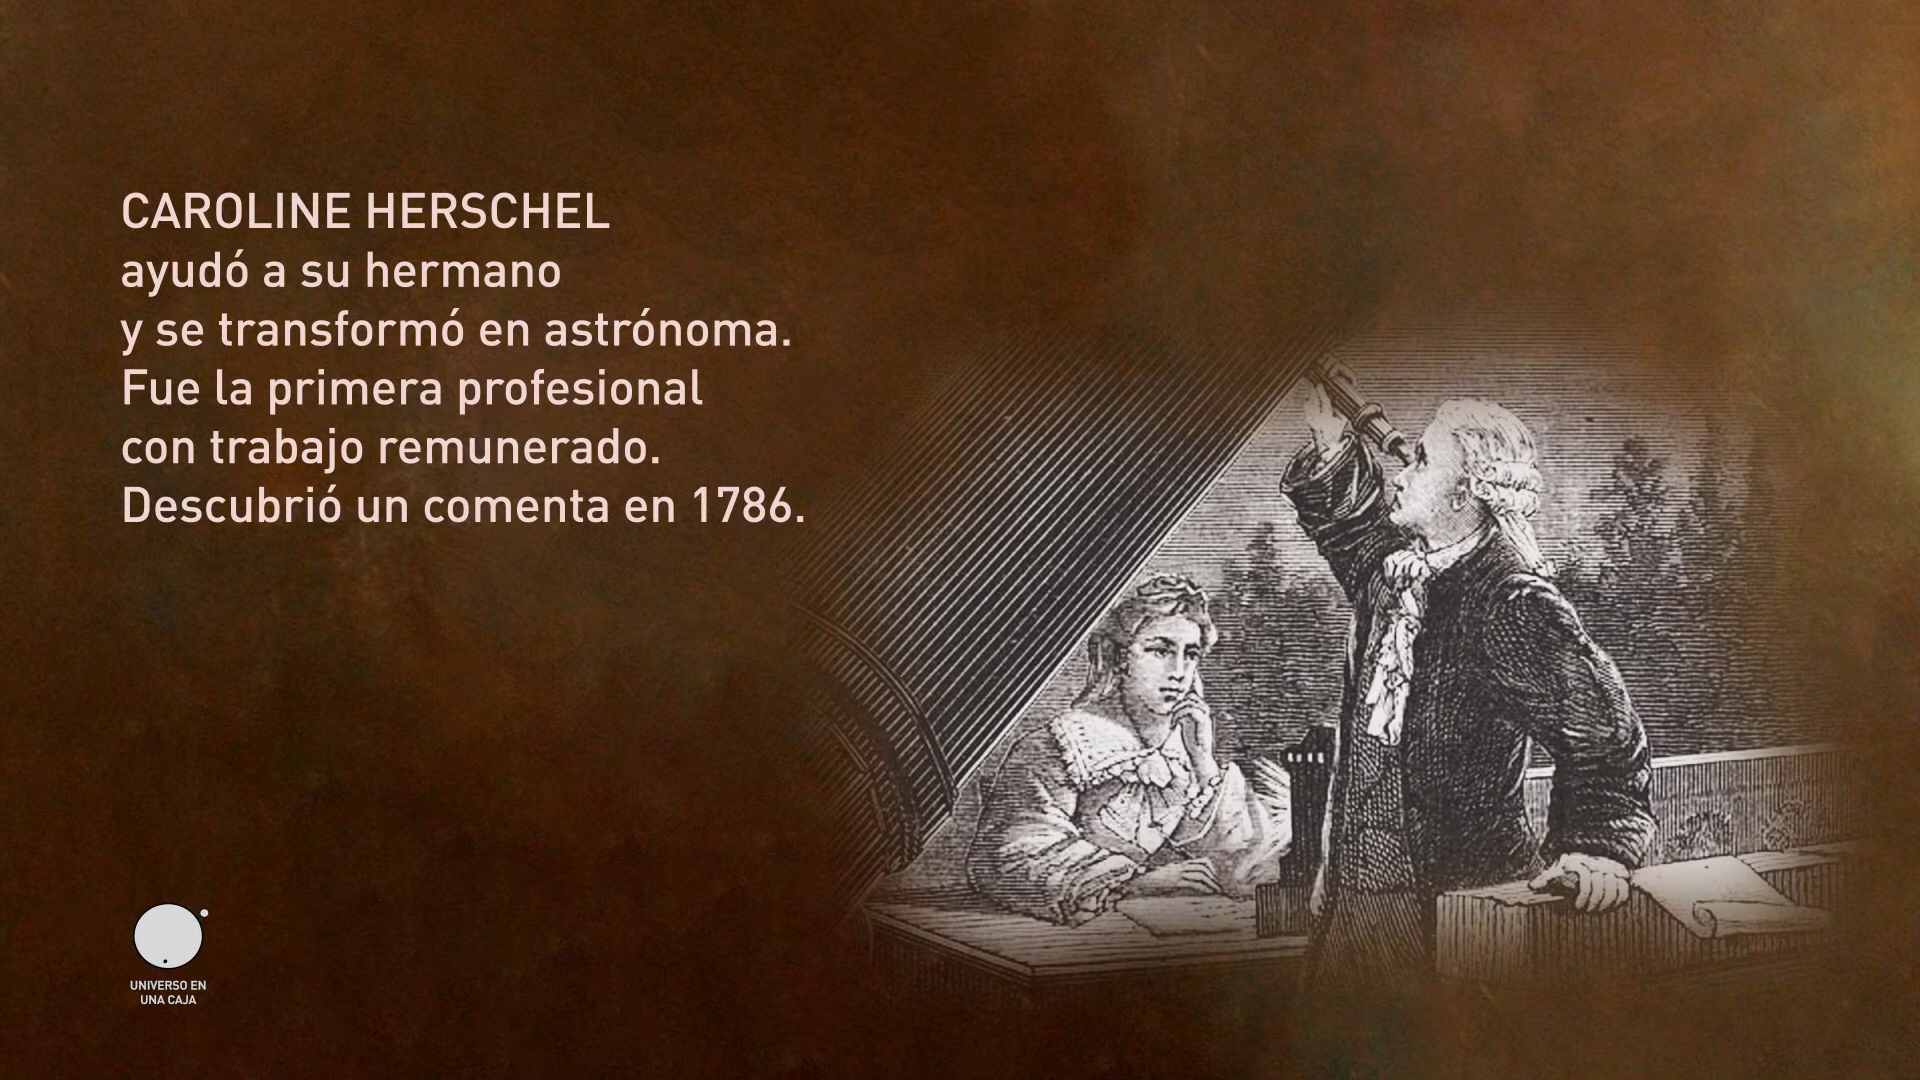 CAROLINE HERSCHEL
ayudó a su hermano
y se transformó en astrónoma.
Fue la primera profesional
con trabajo remunerado.
Descubrió un comenta en 1786.
UNIVERSO EN
UNA CAJA